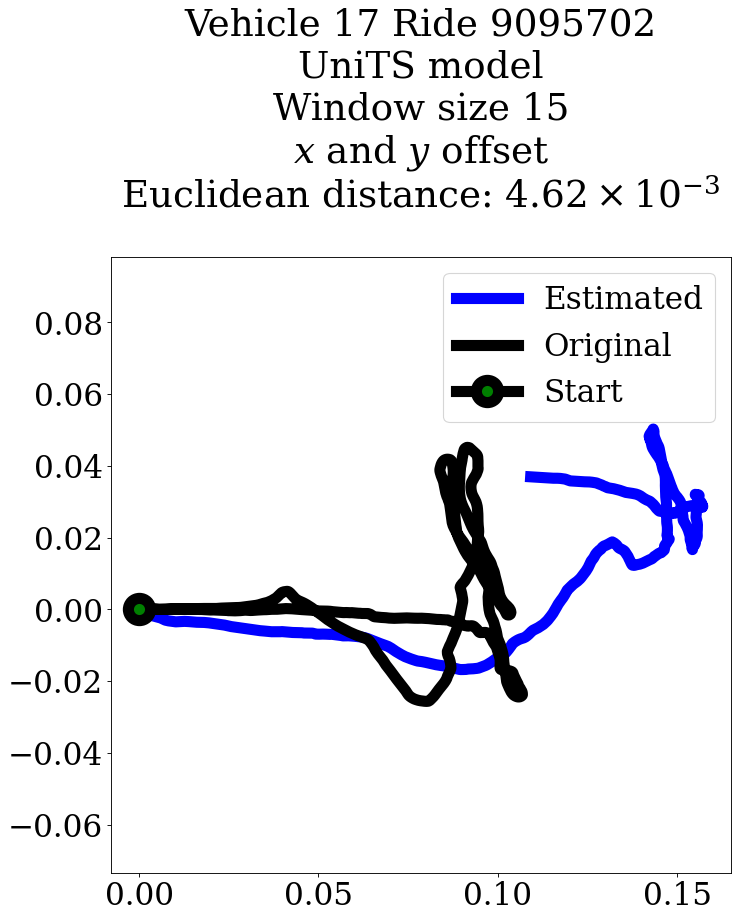 Vehicle 17 Ride 9095702
UniTS model
Window size 15
x and y offset
Euclidean distance: 4.62 × 10⁻³
Estimated
Original
Start
0.08
0.06
0.04
0.02
0.00
−0.02
−0.04
−0.06
0.00 0.05 0.10 0.15